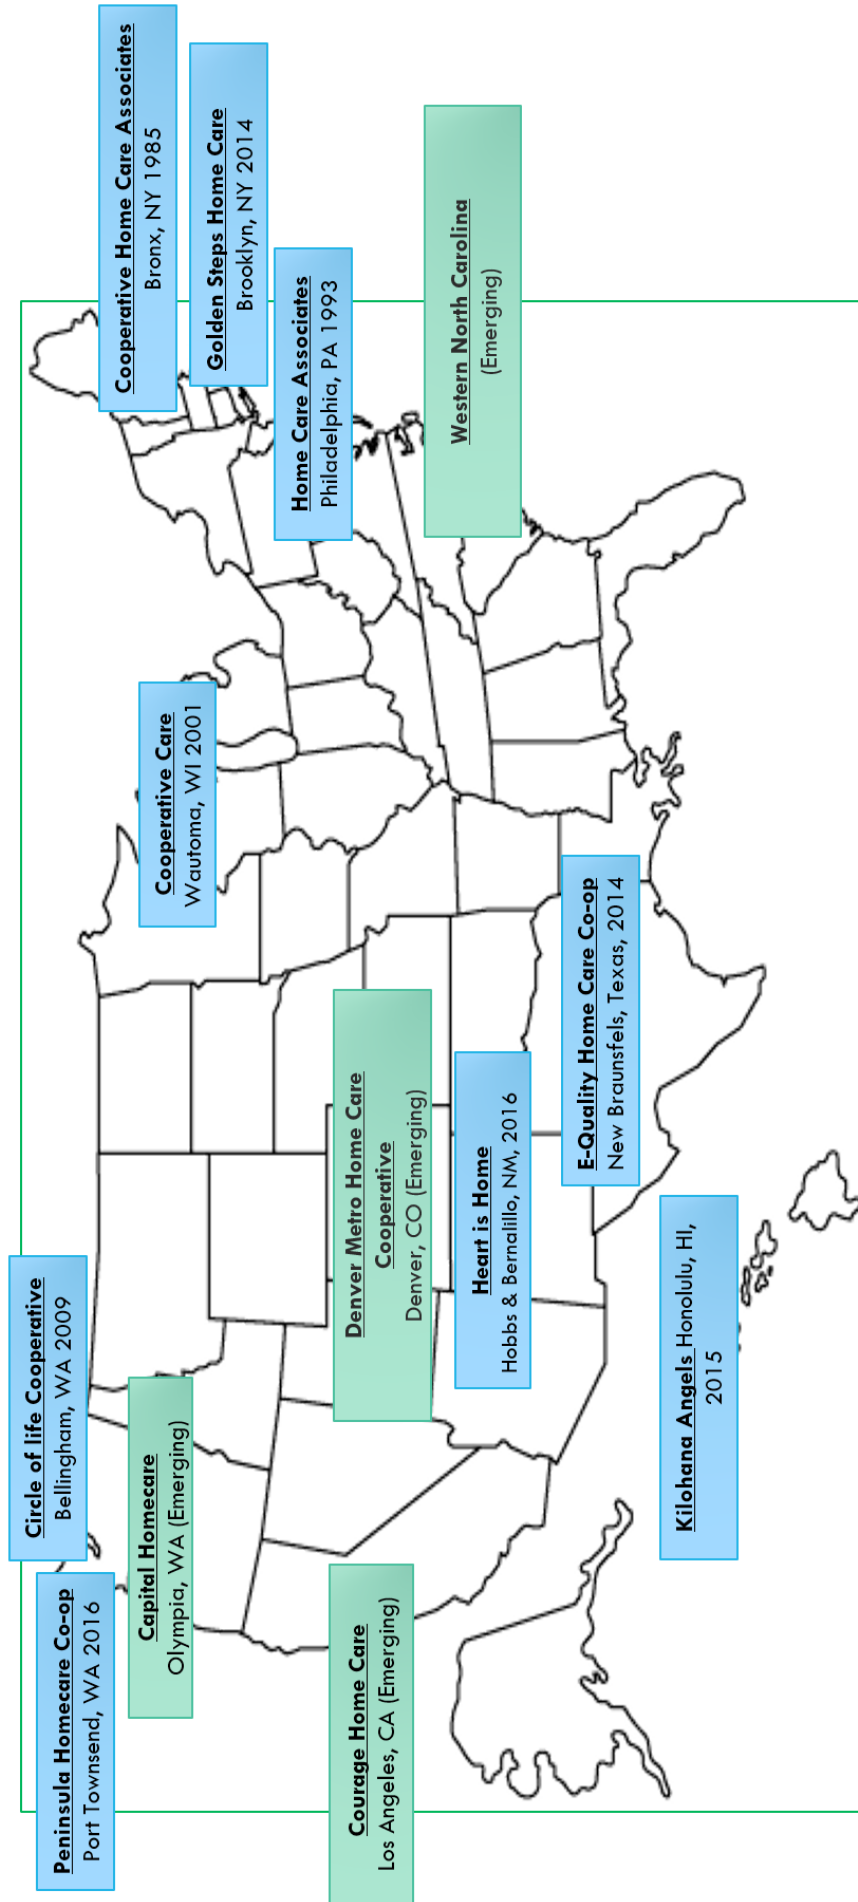 Peninsula Homecare Co-op
Port Townsend, WA 2016
Circle of life Cooperative
Bellingham, WA 2009
Capital Homecare
Olympia, WA (Emerging)
Courage Home Care
Los Angeles, CA (Emerging)
Denver Metro Home Care
Cooperative
Denver, CO (Emerging)
Heart is Home
Hobbs & Bernalillo, NM, 2016
E-Quality Home Care Co-op
New Braunsfels, Texas, 2014
Kilohana Angels Honolulu, HI,
2015
Cooperative Care
Wautoma, WI 2001
Cooperative Home Care Associates
Bronx, NY 1985
Golden Steps Home Care
Brooklyn, NY 2014
Home Care Associates
Philadelphia, PA 1993
Western North Carolina
(Emerging)